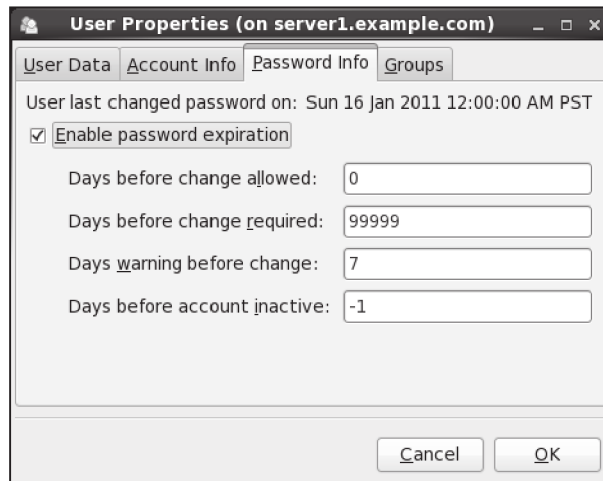 User Properties (on server1.example.com)
User Data Account Info Password Info Groups
User last changed password on: Sun 16 Jan 2011 12:00:00 AM PST
Enable password expiration
Days before change allowed: 0
Days before change required: 99999
Days warning before change: 7
Days before account inactive: -1
Cancel OK